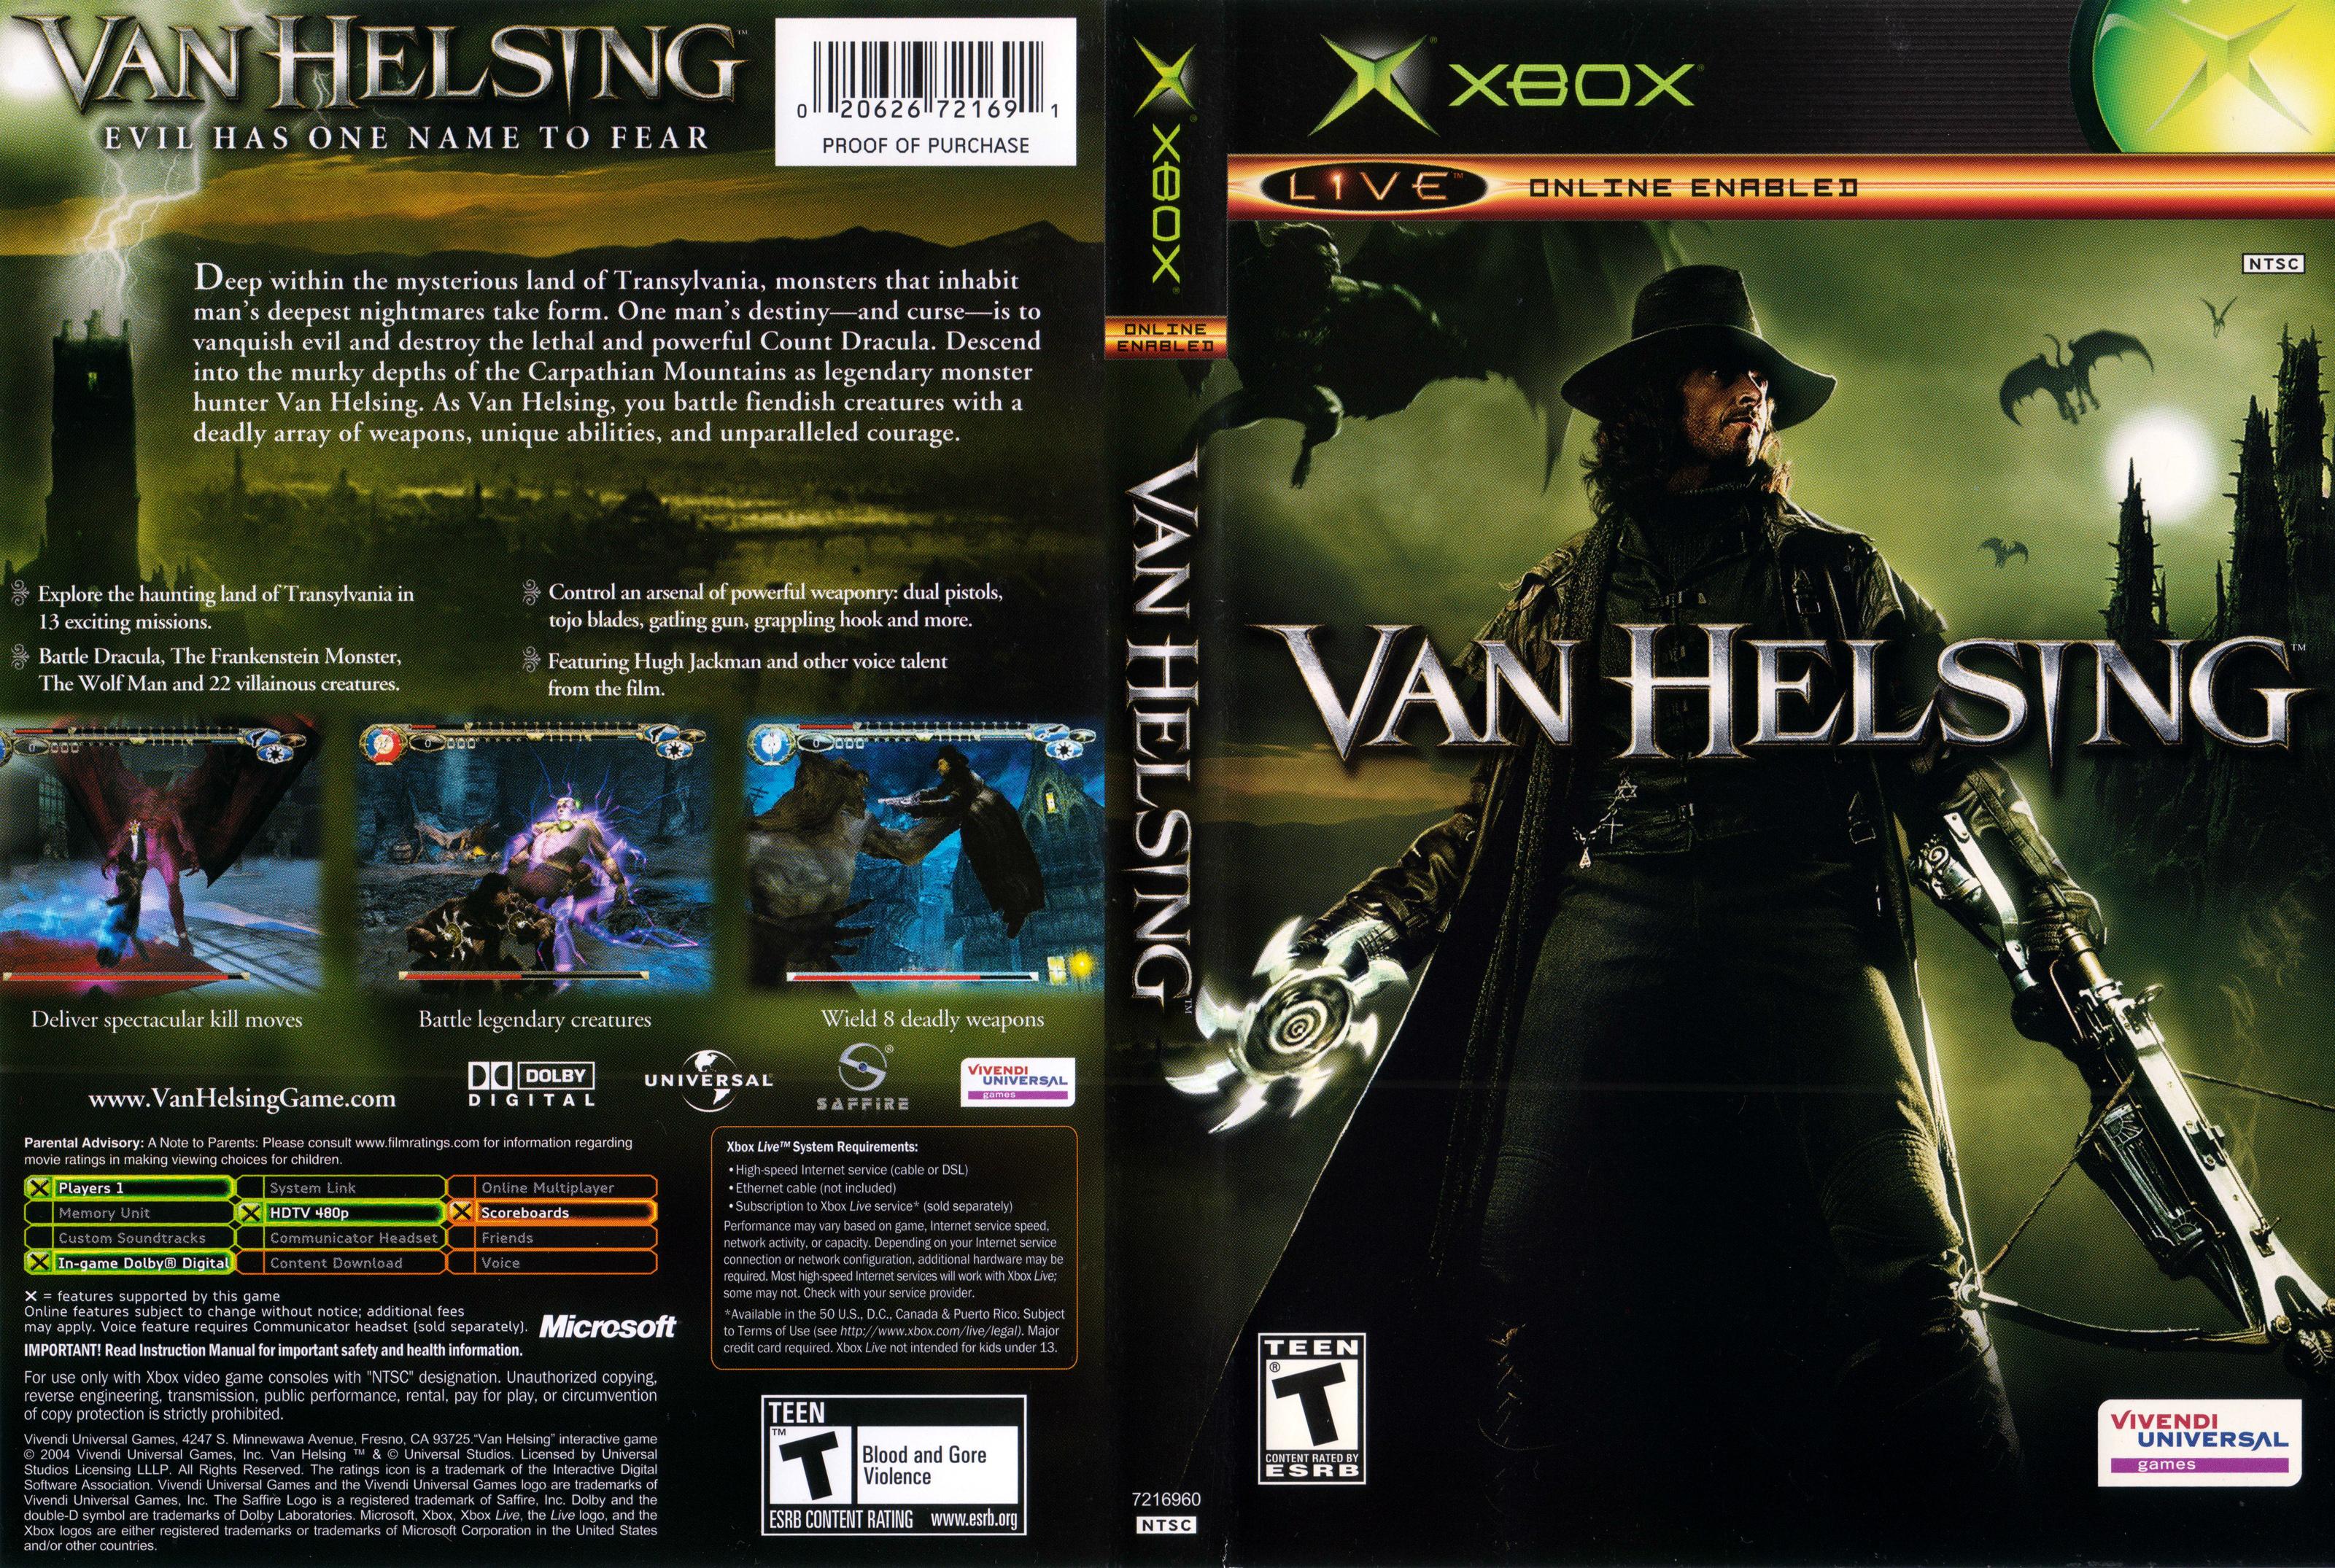 VAN HELSING™
EVIL HAS ONE NAME TO FEAR
0 20626 72169 1
PROOF OF PURCHASE
Deep within the mysterious land of Transylvania, monsters that inhabit
man's deepest nightmares take form. One man's destiny—and curse—is to
vanquish evil and destroy the lethal and powerful Count Dracula. Descend
into the murky depths of the Carpathian Mountains as legendary monster
hunter Van Helsing. As Van Helsing, you battle fiendish creatures with a
deadly array of weapons, unique abilities, and unparalleled courage.
Explore the haunting land of Transylvania in
13 exciting missions.
Battle Dracula, The Frankenstein Monster,
The Wolf Man and 22 villainous creatures.
Control an arsenal of powerful weaponry: dual pistols,
tojo blades, gatling gun, grappling hook and more.
Featuring Hugh Jackman and other voice talent
from the film.
Deliver spectacular kill moves
Battle legendary creatures
Wield 8 deadly weapons
www.VanHelsingGame.com
DOLBY
DIGITAL
UNIVERSAL®
SAFFIRE®
VIVENDI
UNIVERSAL
games
Parental Advisory: A Note to Parents: Please consult www.filmratings.com for information regarding
movie ratings in making viewing choices for children.
Players 1
System Link
Online Multiplayer
Memory Unit
HDTV 480p
Scoreboards
Custom Soundtracks
Communicator Headset
Friends
In-game Dolby® Digital
Content Download
Voice
X = features supported by this game
Online features subject to change without notice; additional fees
may apply. Voice feature requires Communicator headset (sold separately).
Microsoft
IMPORTANT! Read Instruction Manual for important safety and health information.
For use only with Xbox video game consoles with "NTSC" designation. Unauthorized copying,
reverse engineering, transmission, public performance, rental, pay for play, or circumvention
of copy protection is strictly prohibited.
Vivendi Universal Games, 4247 S. Minnewawa Avenue, Fresno, CA 93725."Van Helsing" interactive game
© 2004 Vivendi Universal Games, Inc. Van Helsing ™ & © Universal Studios. Licensed by Universal
Studios Licensing LLLP. All Rights Reserved. The ratings icon is a trademark of the Interactive Digital
Software Association. Vivendi Universal Games and the Vivendi Universal Games logo are trademarks of
Vivendi Universal Games, Inc. The Saffire Logo is a registered trademark of Saffire, Inc. Dolby and the
double-D symbol are trademarks of Dolby Laboratories. Microsoft, Xbox, Xbox Live, the Live logo, and the
Xbox logos are either registered trademarks or trademarks of Microsoft Corporation in the United States
and/or other countries.
Xbox Live™ System Requirements:
• High-speed Internet service (cable or DSL)
• Ethernet cable (not included)
• Subscription to Xbox Live service* (sold separately)
Performance may vary based on game, Internet service speed,
network activity, or capacity. Depending on your Internet service
connection or network configuration, additional hardware may be
required. Most high-speed Internet services will work with Xbox Live;
some may not. Check with your service provider.
*Available in the 50 U.S., D.C., Canada & Puerto Rico. Subject
to Terms of Use (see http://www.xbox.com/live/legal). Major
credit card required. Xbox Live not intended for kids under 13.
TEEN
T™
Blood and Gore
Violence
ESRB CONTENT RATING www.esrb.org
XBOX®
ONLINE
ENABLED
VAN HELSING™
7216960
NTSC
XBOX®
LIVE™ ONLINE ENABLED
NTSC
VAN HELSING™
TEEN
T®
CONTENT RATED BY
ESRB
VIVENDI
UNIVERSAL
games